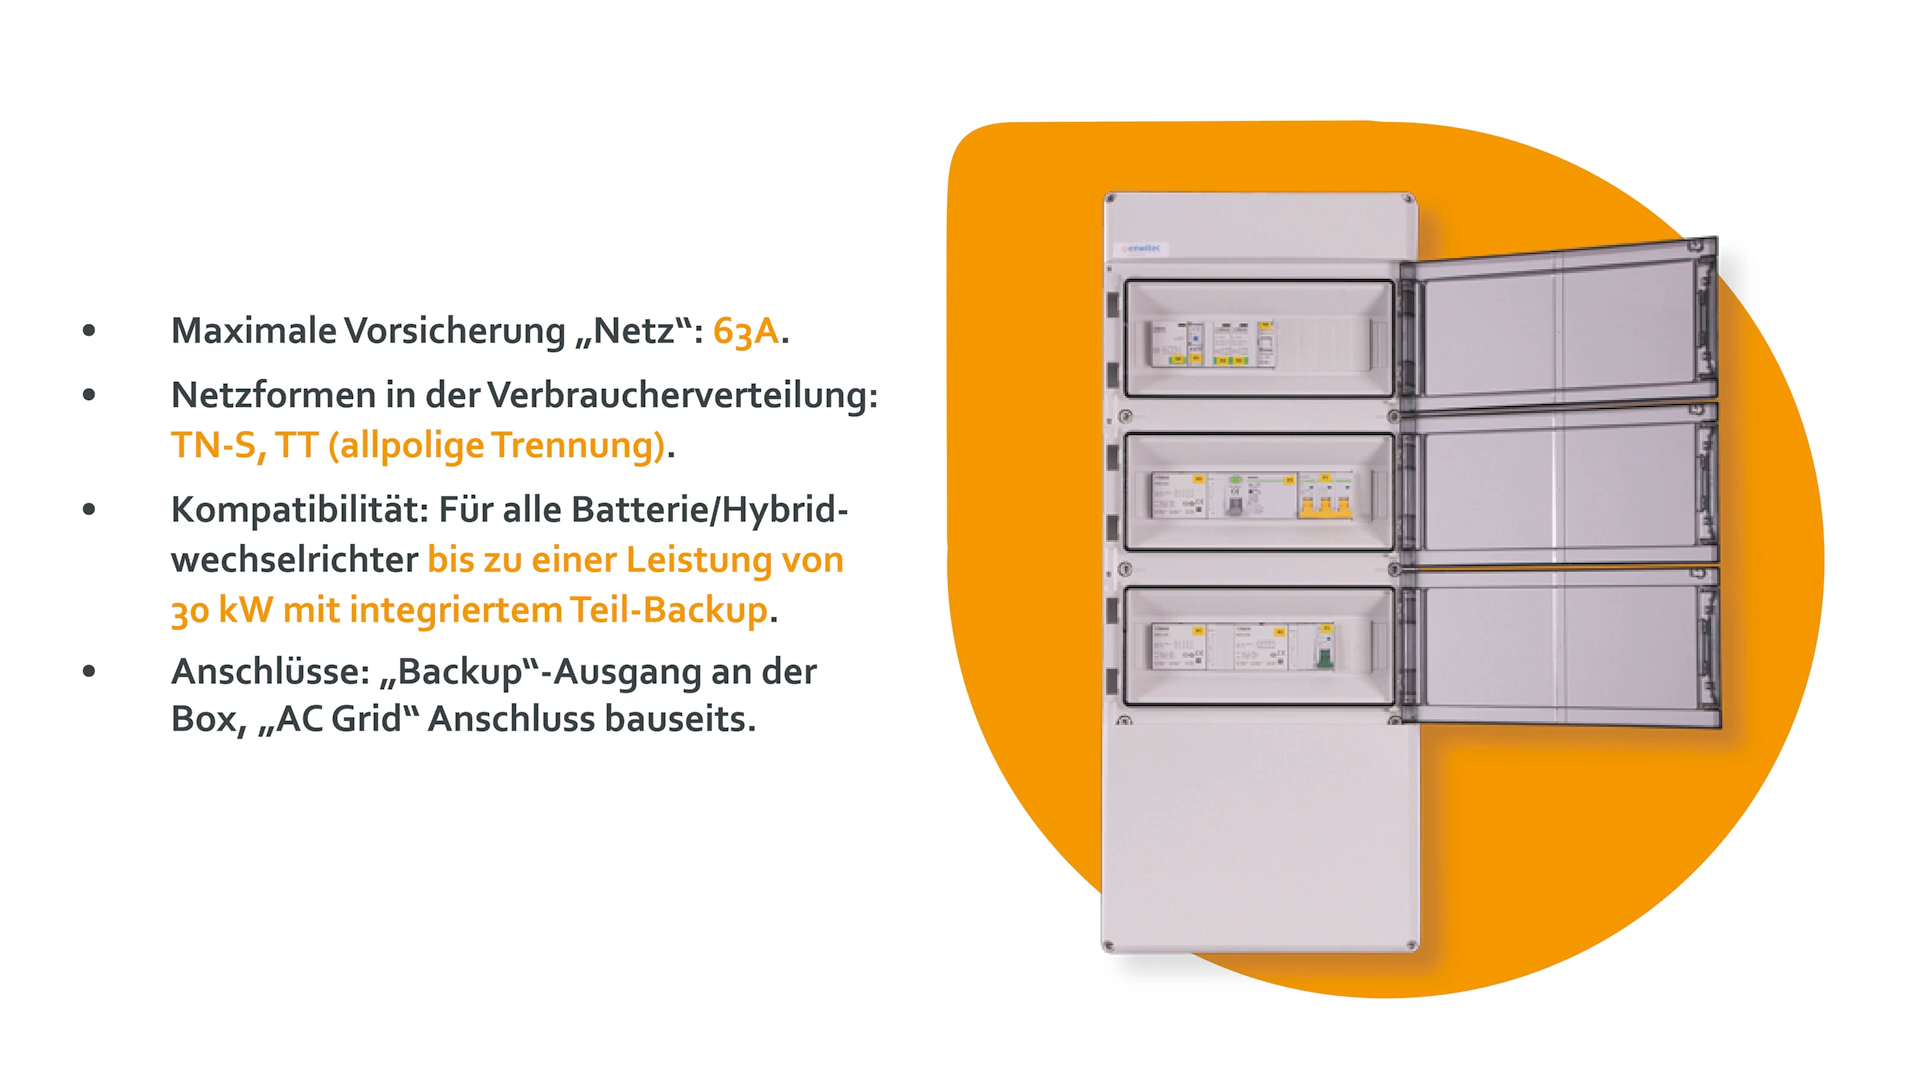 • Maximale Vorsicherung „Netz“: 63A.
• Netzformen in der Verbraucherverteilung:
TN-S, TT (allpolige Trennung).
• Kompatibilität: Für alle Batterie/Hybrid-
wechselrichter bis zu einer Leistung von
30 kW mit integriertem Teil-Backup.
• Anschlüsse: „Backup“-Ausgang an der
Box, „AC Grid“ Anschluss bauseits.
enwitec